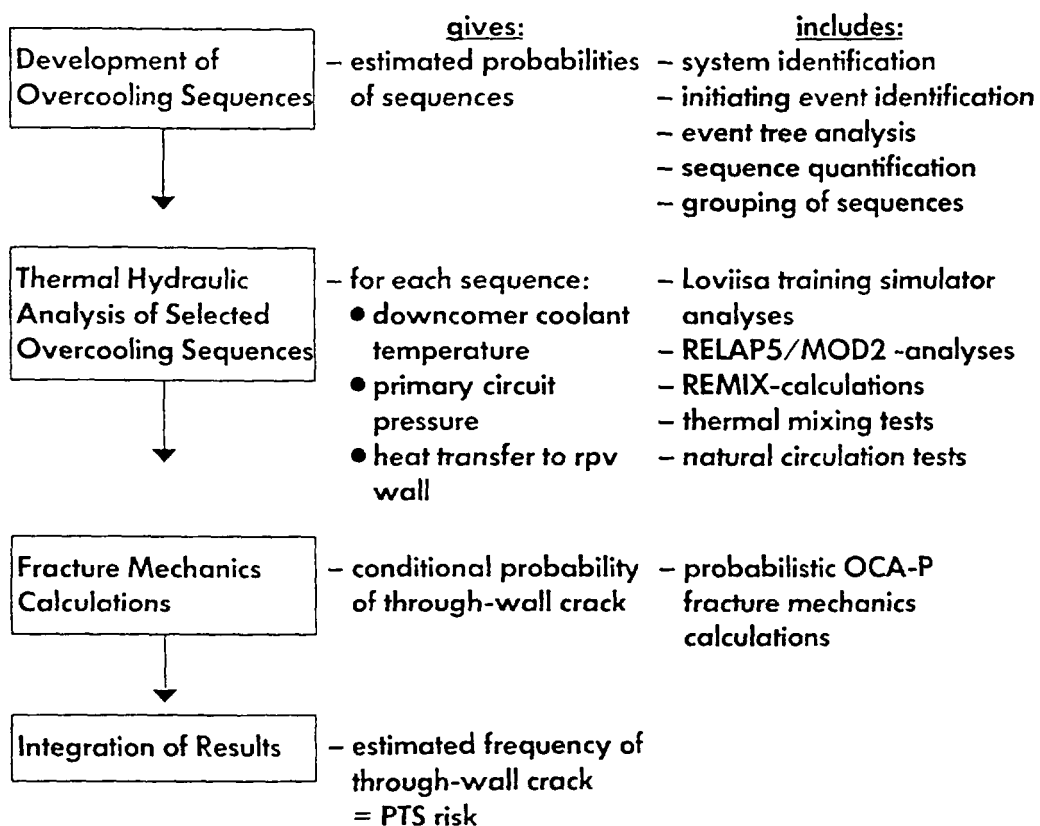 gives:
includes:
Development of
Overcooling Sequences
– estimated probabilities
of sequences
– system identification
– initiating event identification
– event tree analysis
– sequence quantification
– grouping of sequences
Thermal Hydraulic
Analysis of Selected
Overcooling Sequences
– for each sequence:
● downcomer coolant
temperature
● primary circuit
pressure
● heat transfer to rpv
wall
– Loviisa training simulator
analyses
– RELAP5/MOD2 -analyses
– REMIX-calculations
– thermal mixing tests
– natural circulation tests
Fracture Mechanics
Calculations
– conditional probability
of through-wall crack
– probabilistic OCA-P
fracture mechanics
calculations
Integration of Results
– estimated frequency of
through-wall crack
= PTS risk